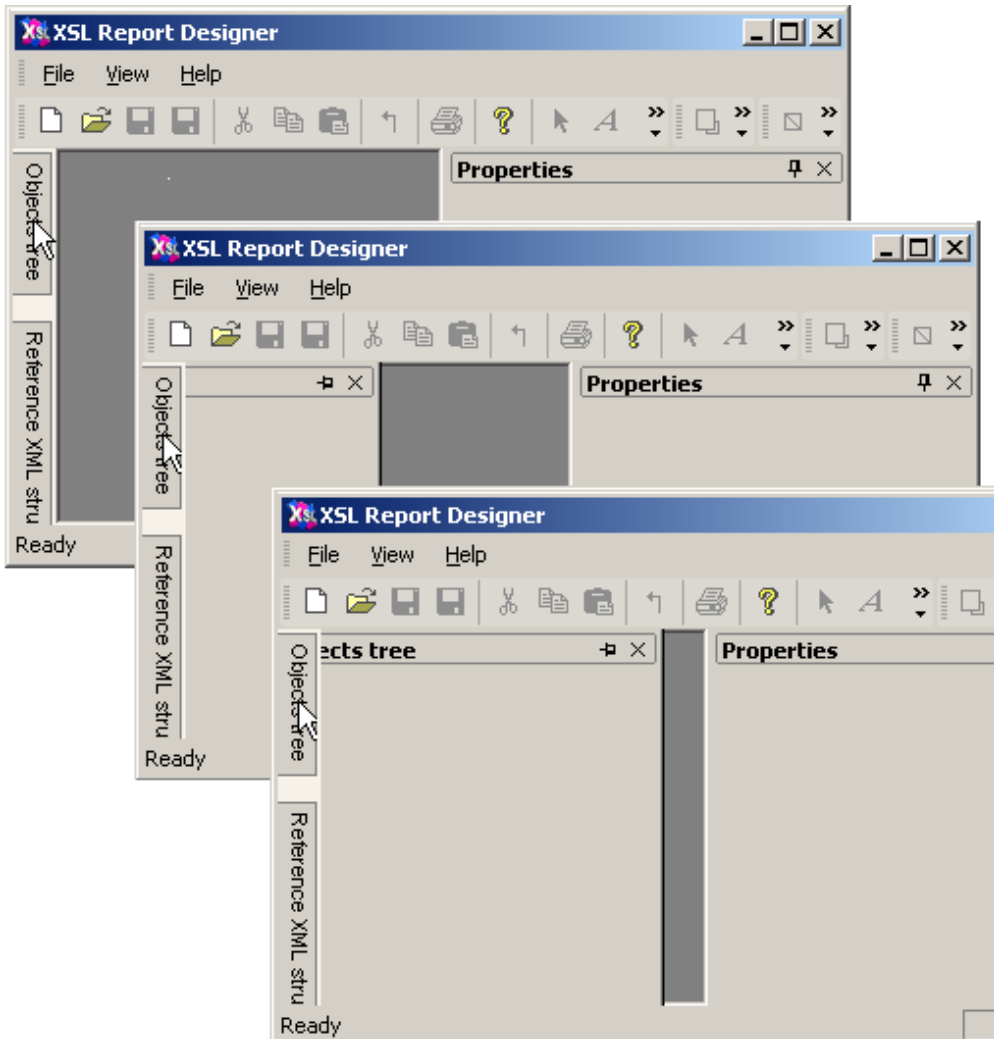 XSL Report Designer
File View Help
Properties
Objects tree
Reference XML stru
Ready
XSL Report Designer
File View Help
Properties
Objects tree
Reference XML stru
Ready
XSL Report Designer
File View Help
ects tree
Properties
Objects tree
Reference XML stru
Ready